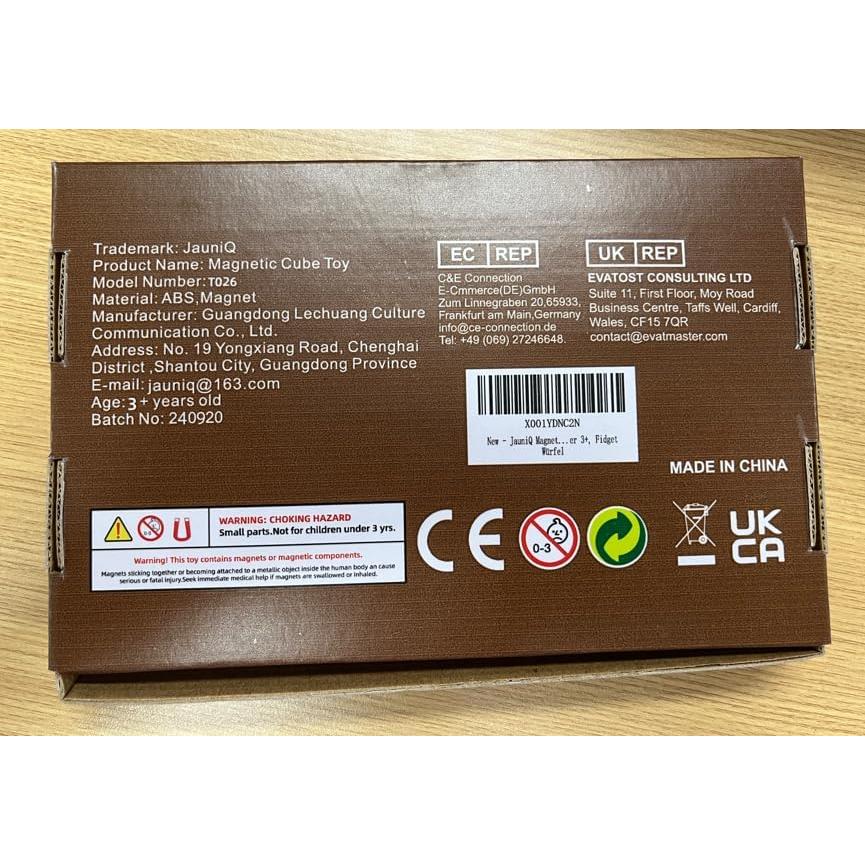 Trademark: JauniQ
Product Name: Magnetic Cube Toy
Model Number: T026
Material: ABS,Magnet
Manufacturer: Guangdong Lechuang Culture
Communication Co., Ltd.
Address: No. 19 Yongxiang Road, Chenghai
District ,Shantou City, Guangdong Province
E-mail: jauniq@163.com
Age: 3+ years old
Batch No: 240920
EC REP
C&E Connection
E-Cmmerce(DE)GmbH
Zum Linnegraben 20,65933,
Frankfurt am Main,Germany
info@ce-connection.de
Tel: +49 (069) 27246648.
UK REP
EVATOST CONSULTING LTD
Suite 11, First Floor, Moy Road
Business Centre, Taffs Well, Cardiff,
Wales, CF15 7QR
contact@evatmaster.com
X001YDNC2N
New - JauniQ Magnet...er 3+, Fidget
Würfel
MADE IN CHINA
0-3
WARNING: CHOKING HAZARD
Small parts.Not for children under 3 yrs.
Warning! This toy contains magnets or magnetic components.
Magnets sticking together or becoming attached to a metallic object inside the human body an cause
serious or fatal injury.Seek immediate medical help if magnets are swallowed or inhaled.
CE
0-3
UK
CA